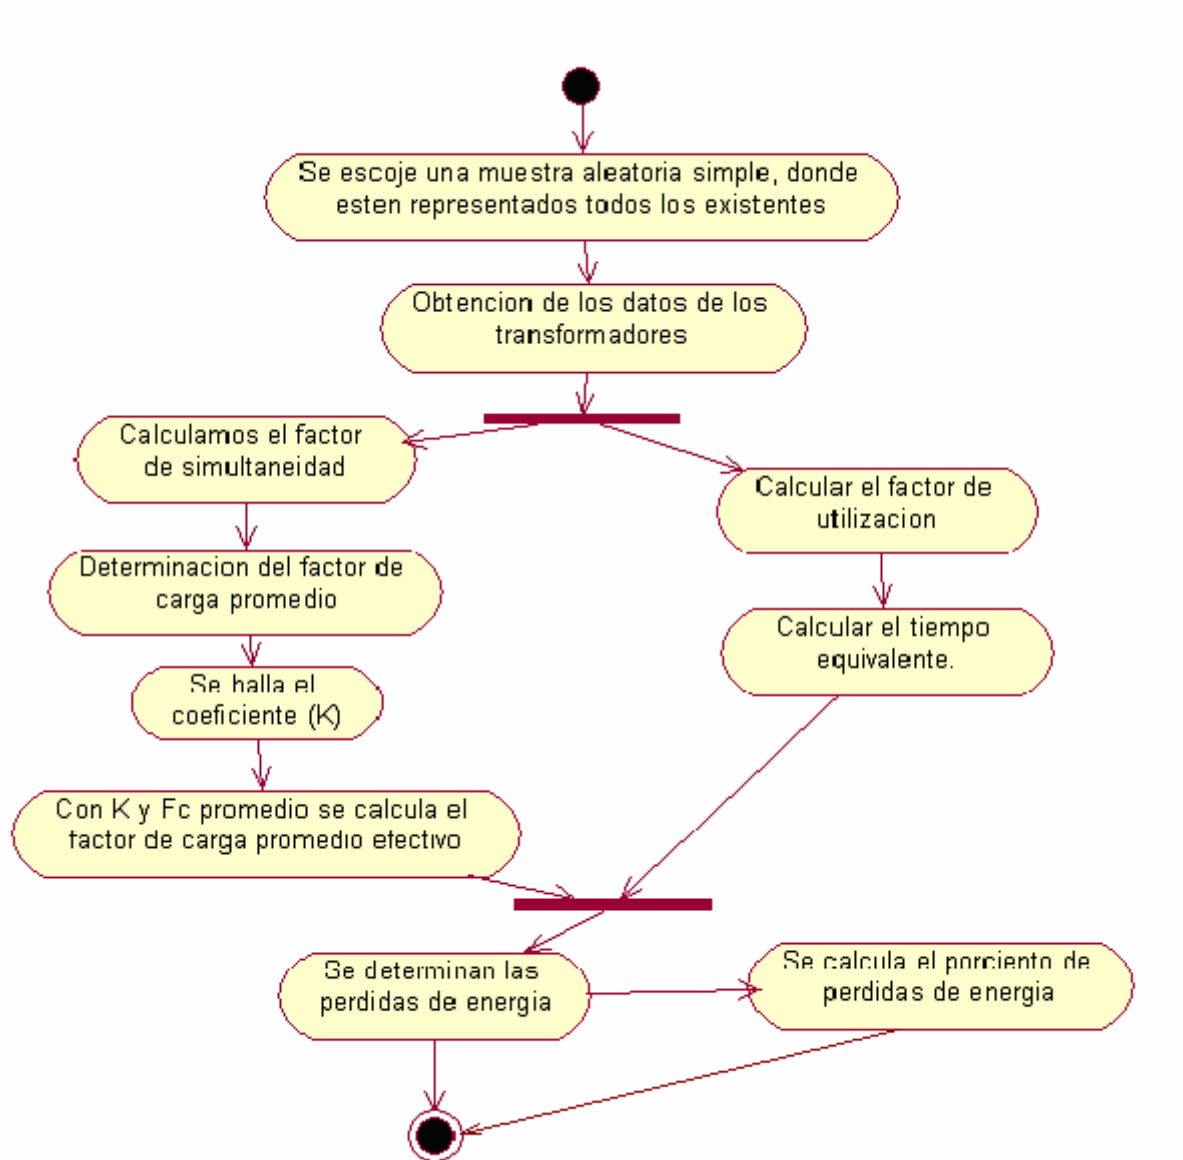 Se escoje una muestra aleatoria simple, donde
esten representados todos los existentes
Obtencion de los datos de los
transformadores
Calculamos el factor
de simultaneidad
Calcular el factor de
utilizacion
Determinacion del factor de
carga promedio
Calcular el tiempo
equivalente.
Se halla el
coeficiente (K)
Con K y Fc promedio se calcula el
factor de carga promedio efectivo
Se determinan las
perdidas de energia
Se calcula el porciento de
perdidas de energia